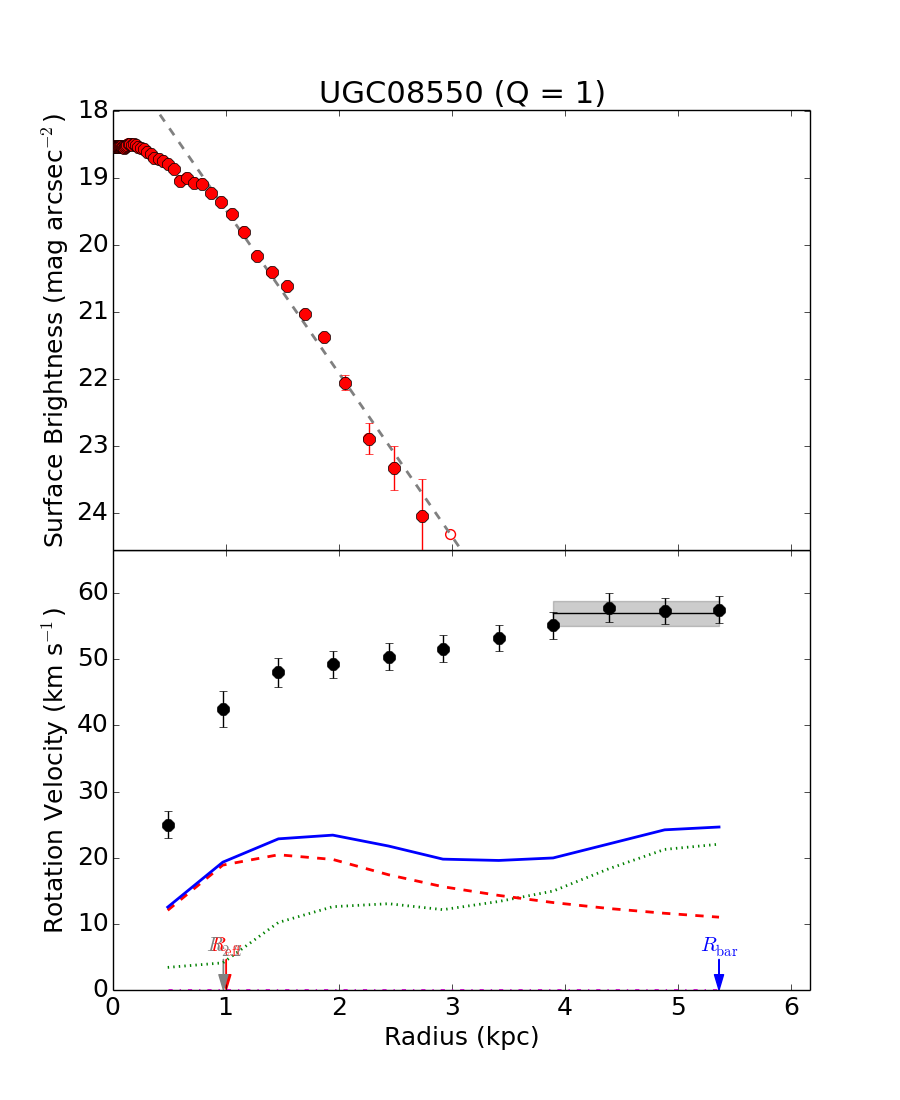 UGC08550 (Q = 1)
Surface Brightness (mag arcsec⁻²)
18
19
20
21
22
23
24
Rotation Velocity (km s⁻¹)
60
50
40
30
20
10
0
R_eff
R_bar
0 1 2 3 4 5 6
Radius (kpc)